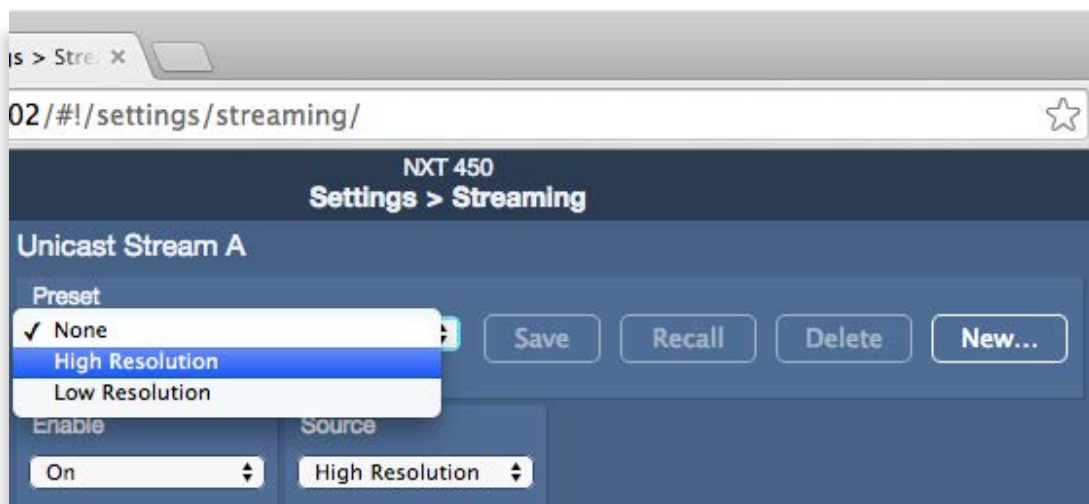 gs > Stre
02/#!/settings/streaming/
NXT 450
Settings > Streaming
Unicast Stream A
Preset
✓ None
High Resolution
Low Resolution
Save Recall Delete New...
Enable Source
On High Resolution